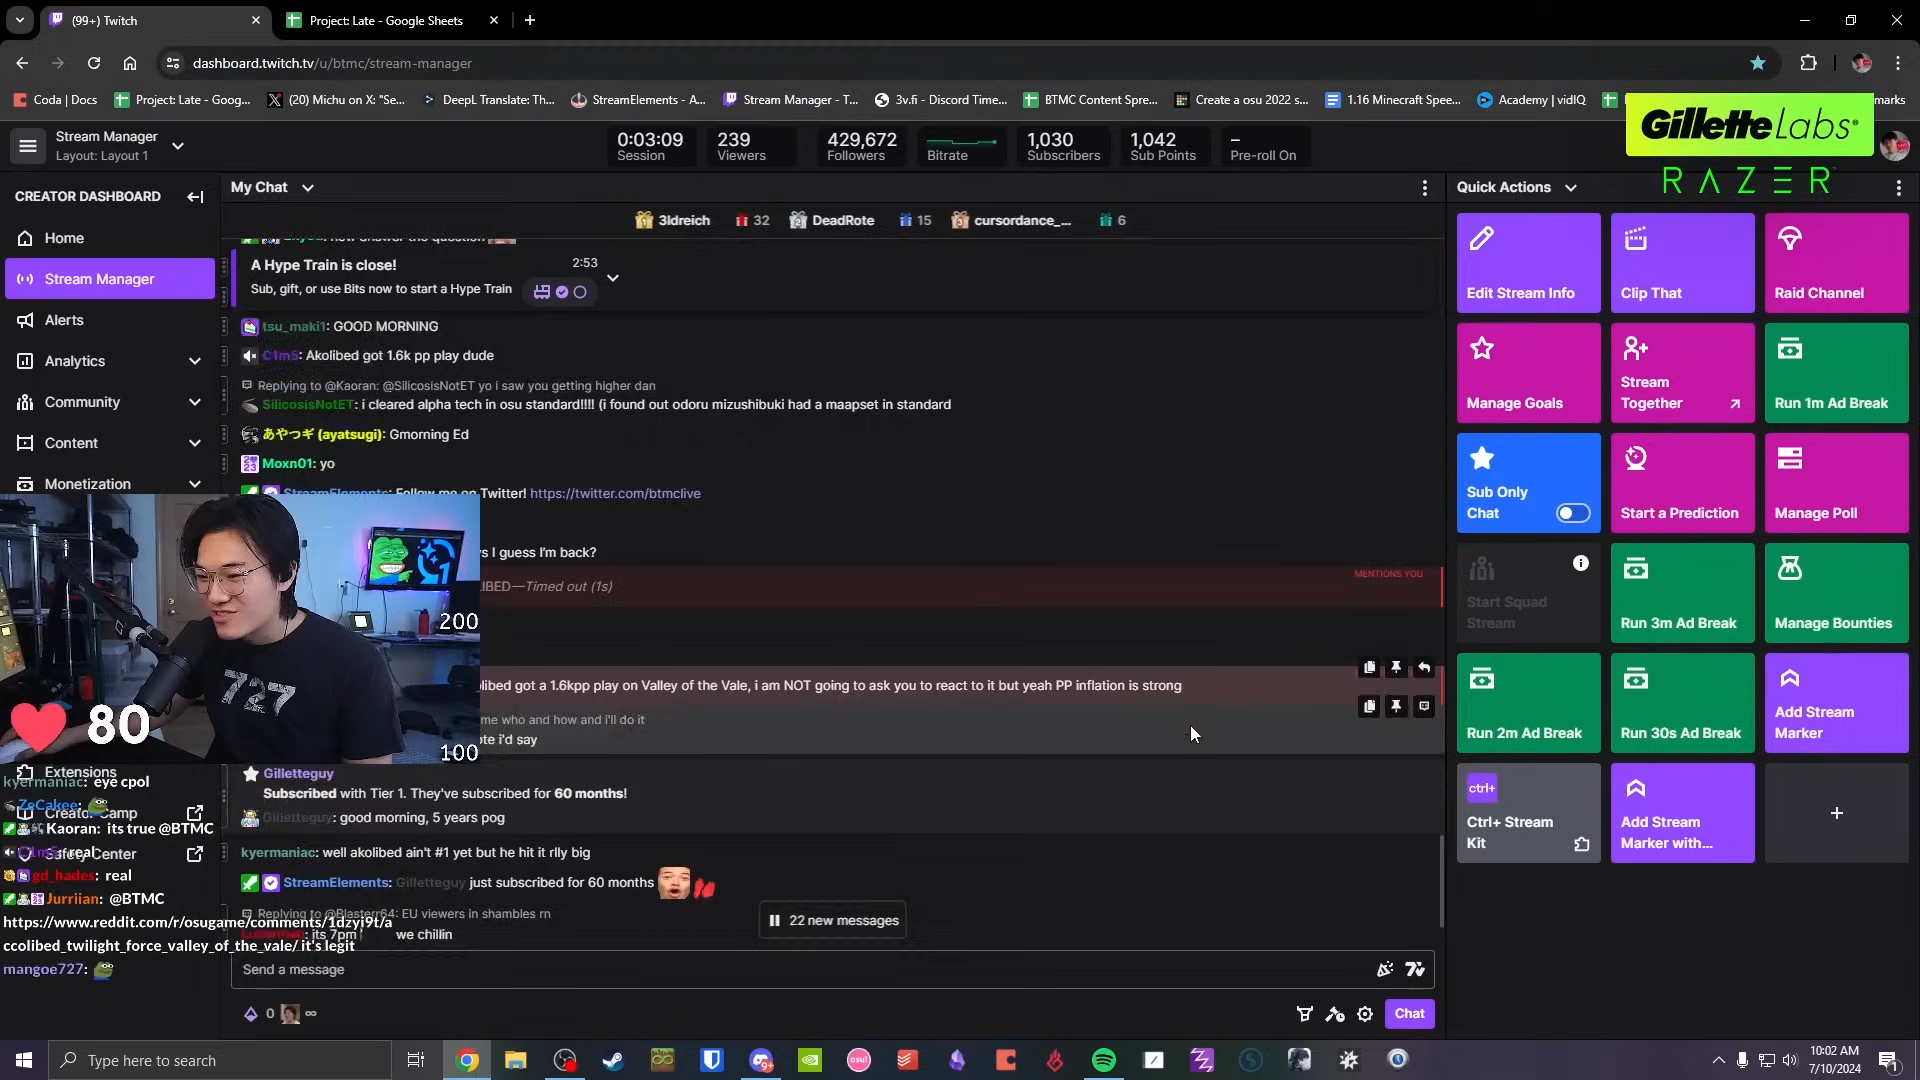 (99+) Twitch
Project: Late - Google Sheets
dashboard.twitch.tv/u/btmc/stream-manager
Coda | Docs
Project: Late - Goog...
(20) Michu on X: "Se...
DeepL Translate: Th...
StreamElements - A...
Stream Manager - T...
3v.fi - Discord Time...
BTMC Content Spre...
Create a osu 2022 s...
1.16 Minecraft Spee...
Academy | vidIQ
Gillette Labs
RAZER
Stream Manager
Layout: Layout 1
0:03:09
Session
239
Viewers
429,672
Followers
Bitrate
1,030
Subscribers
1,042
Sub Points
–
Pre-roll On
CREATOR DASHBOARD
Home
Stream Manager
Alerts
Analytics
Community
Content
Monetization
Extensions
Creator Camp
Safety Center
My Chat
3ldreich 32 DeadRote 15 cursordance_... 6
A Hype Train is close!
2:53
Sub, gift, or use Bits now to start a Hype Train
tsu_maki1: GOOD MORNING
C1m5: Akolibed got 1.6k pp play dude
Replying to @Kaoran: @SilicosisNotET yo i saw you getting higher dan
SilicosisNotET: i cleared alpha tech in osu standard!!!! (i found out odoru mizushibuki had a maapset in standard
あやつギ (ayatsugi): Gmorning Ed
Moxn01: yo
StreamElements: Follow me on Twitter! https://twitter.com/btmclive
I guess I'm back?
—Timed out (1s)
MENTIONS YOU
got a 1.6kpp play on Valley of the Vale, i am NOT going to ask you to react to it but yeah PP inflation is strong
me who and how and i'll do it
i'd say
Gilletteguy
Subscribed with Tier 1. They've subscribed for 60 months!
Gilletteguy: good morning, 5 years pog
kyermaniac: well akolibed ain't #1 yet but he hit it rlly big
StreamElements: Gilletteguy just subscribed for 60 months
Replying to @Blasterr64: EU viewers in shambles rn
its 7pm we chillin
22 new messages
Send a message
0
∞
Chat
200
80
100
kyermaniac: eye cpol
ZeCakee:
Kaoran: its true @BTMC
C1m5: real
gd_hades: real
Jurriian: @BTMC
https://www.reddit.com/r/osugame/comments/1dzyi9t/a
ccolibed_twilight_force_valley_of_the_vale/ it's legit
mangoe727:
727
Quick Actions
Edit Stream Info
Clip That
Raid Channel
Manage Goals
Stream
Together
Run 1m Ad Break
Sub Only
Chat
Start a Prediction
Manage Poll
Start Squad
Stream
Run 3m Ad Break
Manage Bounties
Run 2m Ad Break
Run 30s Ad Break
Add Stream
Marker
ctrl+
Ctrl+ Stream
Kit
Add Stream
Marker with...
Type here to search
10:02 AM
7/10/2024